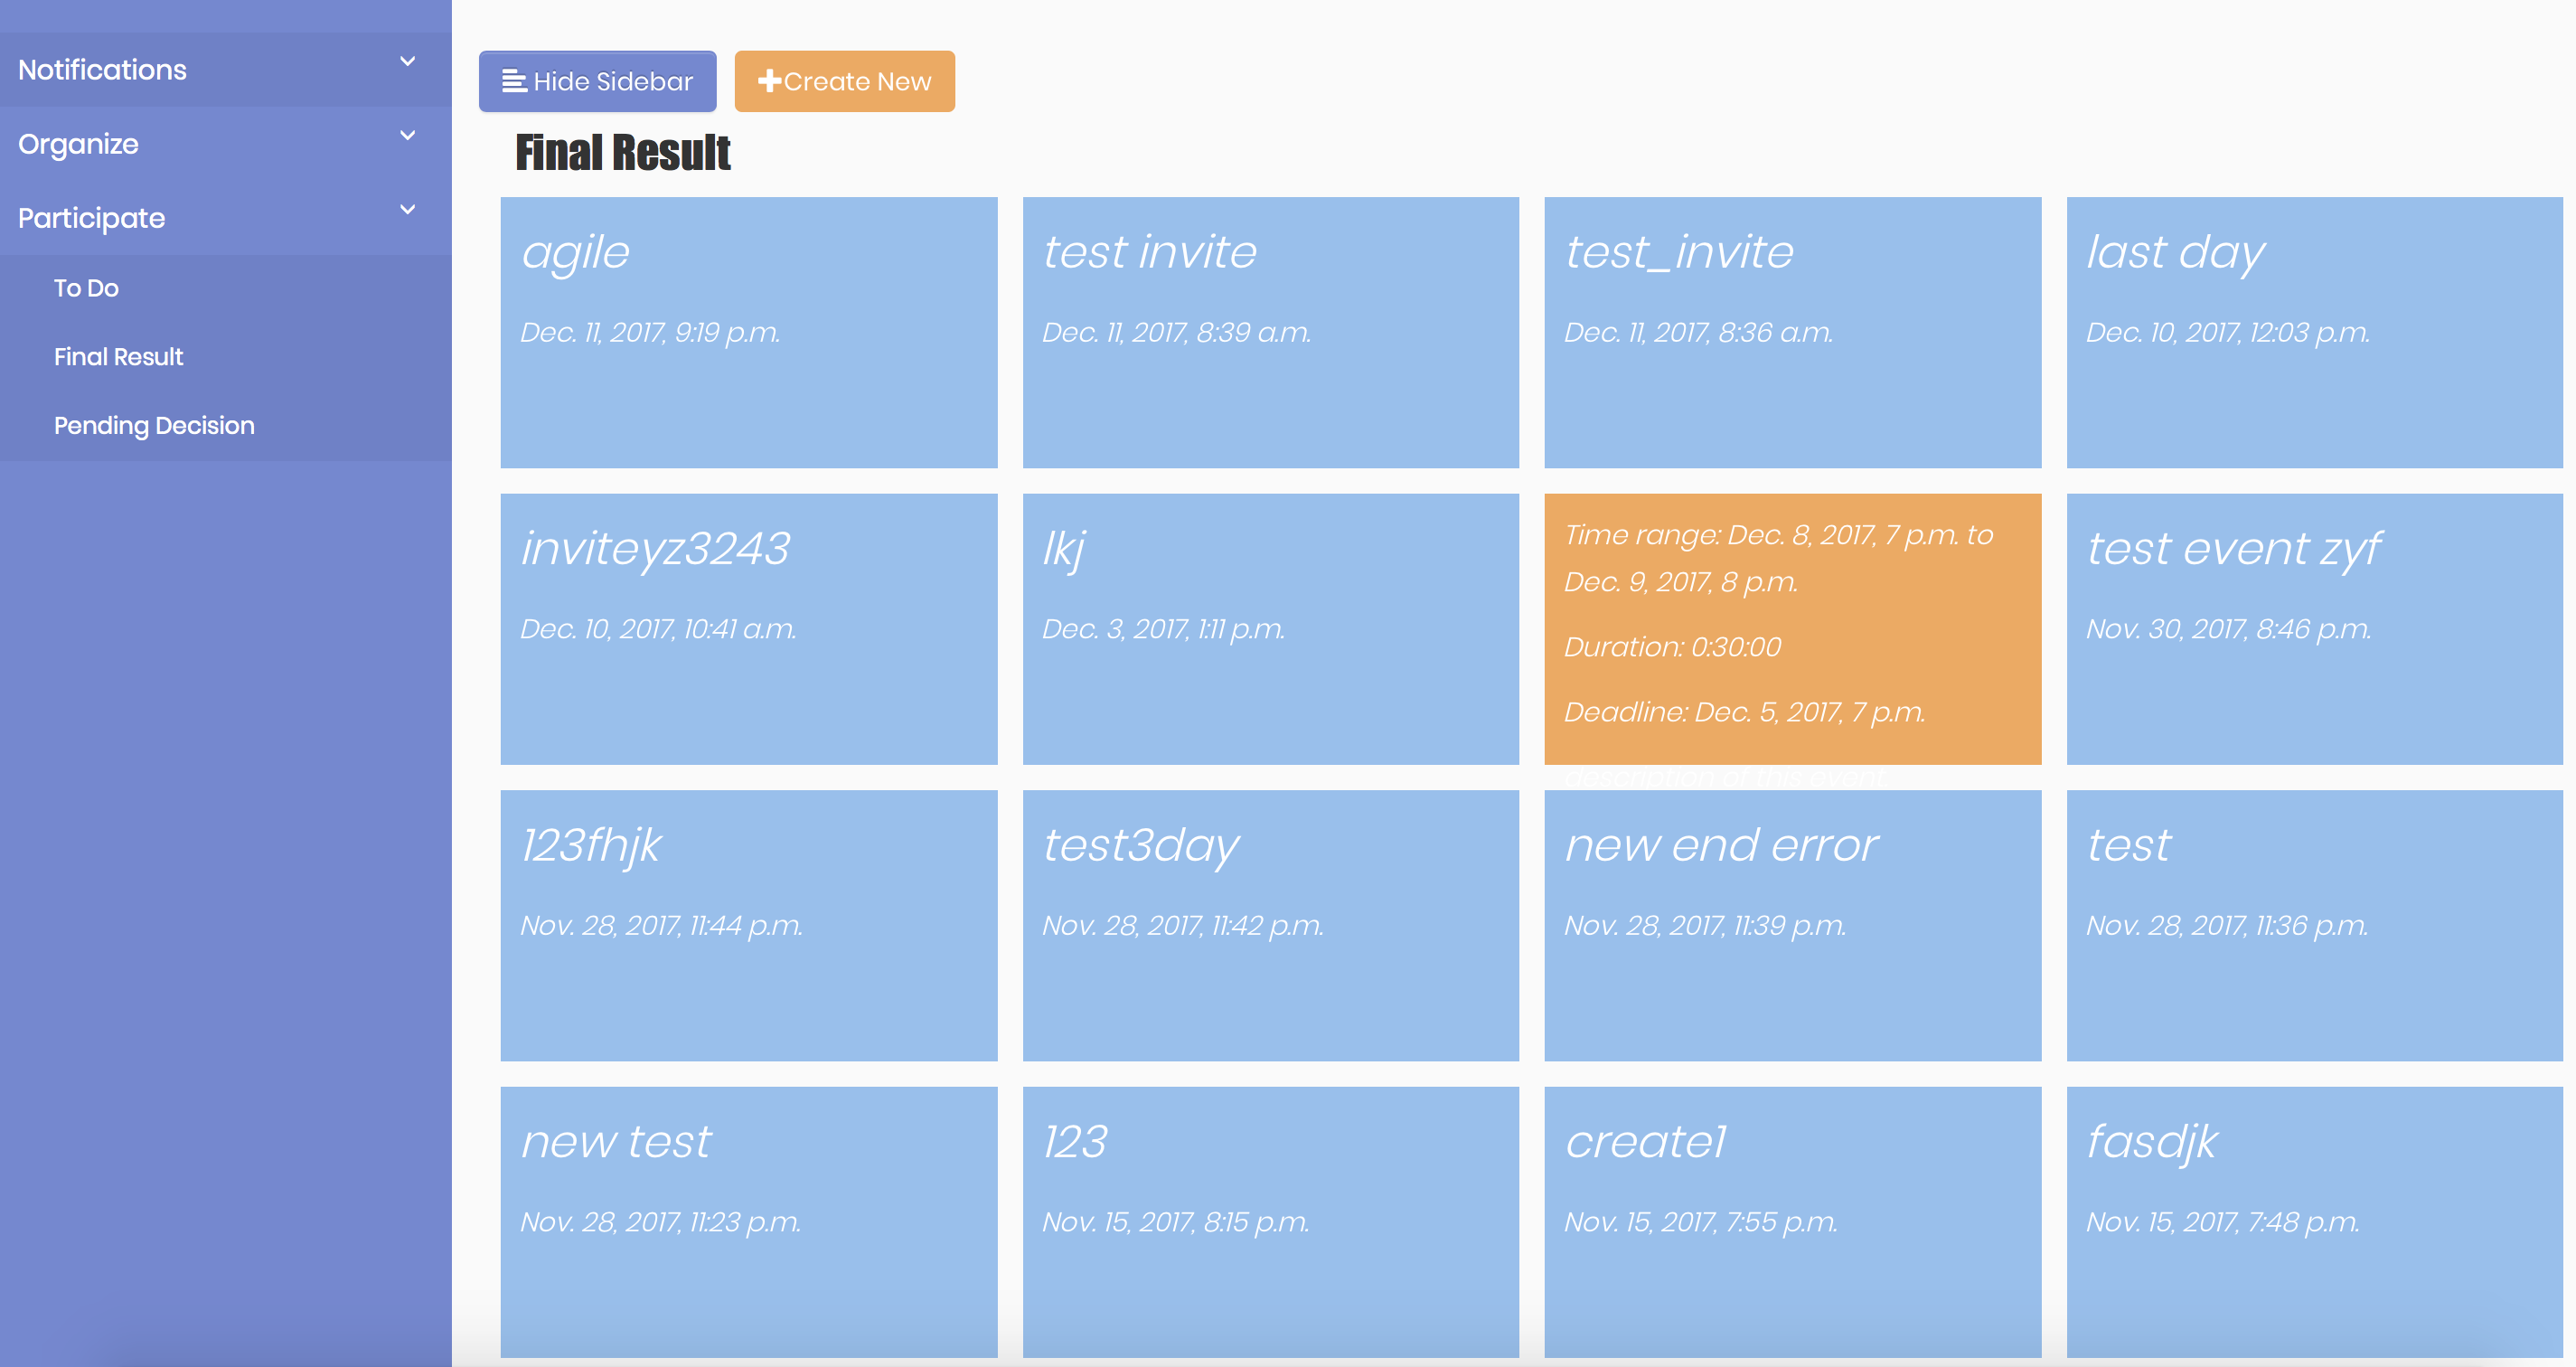 Notifications
Organize
Participate
To Do
Final Result
Pending Decision
Hide Sidebar
Create New
Final Result
agile
Dec. 11, 2017, 9:19 p.m.
test invite
Dec. 11, 2017, 8:39 a.m.
test_invite
Dec. 11, 2017, 8:36 a.m.
last day
Dec. 10, 2017, 12:03 p.m.
inviteyz3243
Dec. 10, 2017, 10:41 a.m.
lkj
Dec. 3, 2017, 1:11 p.m.
Time range: Dec. 8, 2017, 7 p.m. to
Dec. 9, 2017, 8 p.m.
Duration: 0:30:00
Deadline: Dec. 5, 2017, 7 p.m.
description of this event
test event zyf
Nov. 30, 2017, 8:46 p.m.
123fhjk
Nov. 28, 2017, 11:44 p.m.
test3day
Nov. 28, 2017, 11:42 p.m.
new end error
Nov. 28, 2017, 11:39 p.m.
test
Nov. 28, 2017, 11:36 p.m.
new test
Nov. 28, 2017, 11:23 p.m.
123
Nov. 15, 2017, 8:15 p.m.
create1
Nov. 15, 2017, 7:55 p.m.
fasdjk
Nov. 15, 2017, 7:48 p.m.